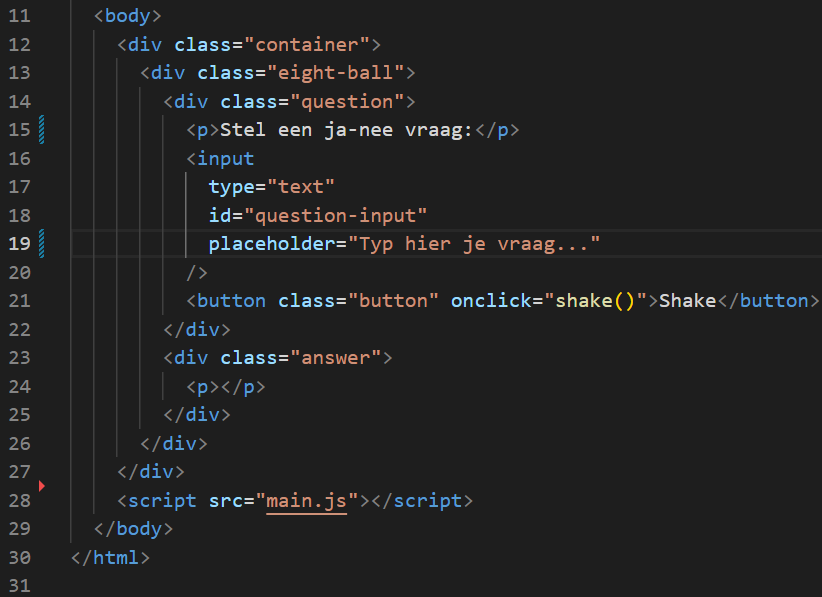 11 <body>
12 <div class="container">
13 <div class="eight-ball">
14 <div class="question">
15 <p>Stel een ja-nee vraag:</p>
16 <input
17 type="text"
18 id="question-input"
19 placeholder="Typ hier je vraag..."
20 />
21 <button class="button" onclick="shake()">Shake</button>
22 </div>
23 <div class="answer">
24 <p></p>
25 </div>
26 </div>
27 </div>
28 <script src="main.js"></script>
29 </body>
30 </html>
31